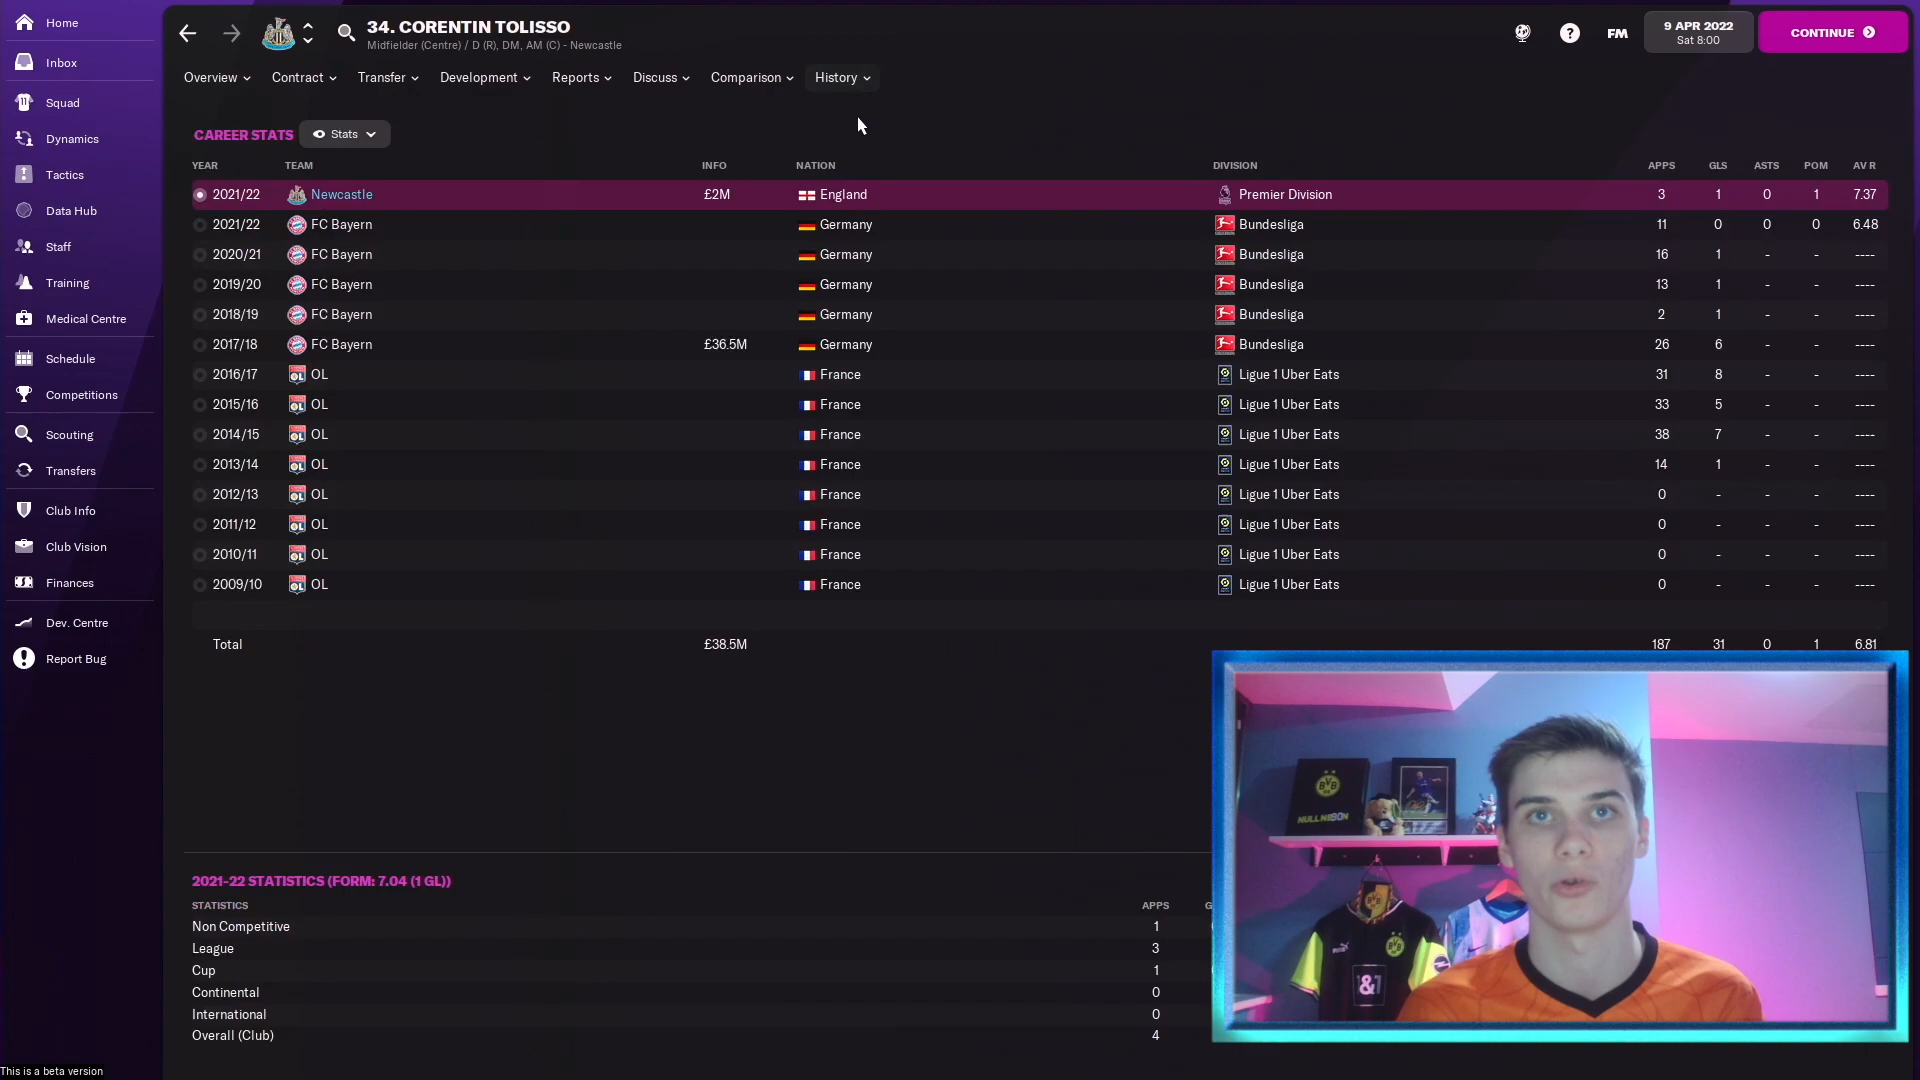 Home
Inbox
Squad
Dynamics
Tactics
Data Hub
Staff
Training
Medical Centre
Schedule
Competitions
Scouting
Transfers
Club Info
Club Vision
Finances
Dev. Centre
Report Bug
This is a beta version
34. CORENTIN TOLISSO
Midfielder (Centre) / D (R), DM, AM (C) - Newcastle
FM
9 APR 2022
Sat 8:00
CONTINUE
Overview Contract Transfer Development Reports Discuss Comparison History
CAREER STATS Stats
YEAR TEAM INFO NATION DIVISION APPS GLS ASTS POM AV R
2021/22 Newcastle £2M England Premier Division 3 1 0 1 7.37
2021/22 FC Bayern Germany Bundesliga 11 0 0 0 6.48
2020/21 FC Bayern Germany Bundesliga 16 1 - - ----
2019/20 FC Bayern Germany Bundesliga 13 1 - - ----
2018/19 FC Bayern Germany Bundesliga 2 1 - - ----
2017/18 FC Bayern £36.5M Germany Bundesliga 26 6 - - ----
2016/17 OL France Ligue 1 Uber Eats 31 8 - - ----
2015/16 OL France Ligue 1 Uber Eats 33 5 - - ----
2014/15 OL France Ligue 1 Uber Eats 38 7 - - ----
2013/14 OL France Ligue 1 Uber Eats 14 1 - - ----
2012/13 OL France Ligue 1 Uber Eats 0 - - - ----
2011/12 OL France Ligue 1 Uber Eats 0 - - - ----
2010/11 OL France Ligue 1 Uber Eats 0 - - - ----
2009/10 OL France Ligue 1 Uber Eats 0 - - - ----
Total £38.5M 187 31 0 1 6.81
2021-22 STATISTICS (FORM: 7.04 (1 GL))
STATISTICS APPS G
Non Competitive 1
League 3
Cup 1
Continental 0
International 0
Overall (Club) 4
BVB
09
BVB
09
1&1